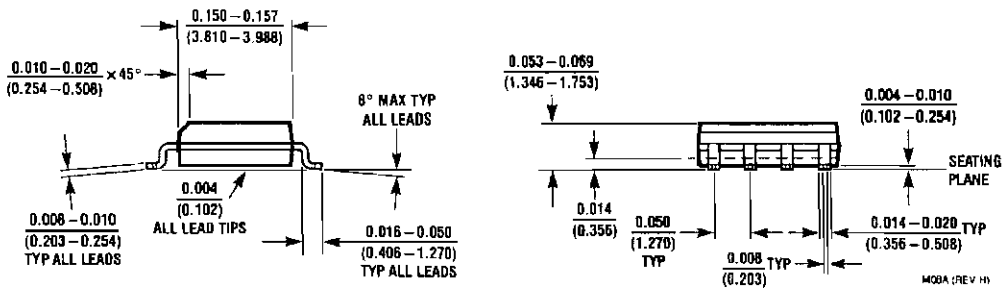 0.150–0.157
(3.810–3.988)
0.010–0.020
(0.254–0.508)
×45°
8° MAX TYP
ALL LEADS
0.004
(0.102)
ALL LEAD TIPS
0.008–0.010
(0.203–0.254)
TYP ALL LEADS
0.016–0.050
(0.406–1.270)
TYP ALL LEADS
0.053–0.069
(1.346–1.753)
0.004–0.010
(0.102–0.254)
SEATING
PLANE
0.014
(0.356)
0.050
(1.270)
TYP
0.014–0.020 TYP
(0.356–0.508)
0.008 TYP
(0.203)
M08A (REV H)